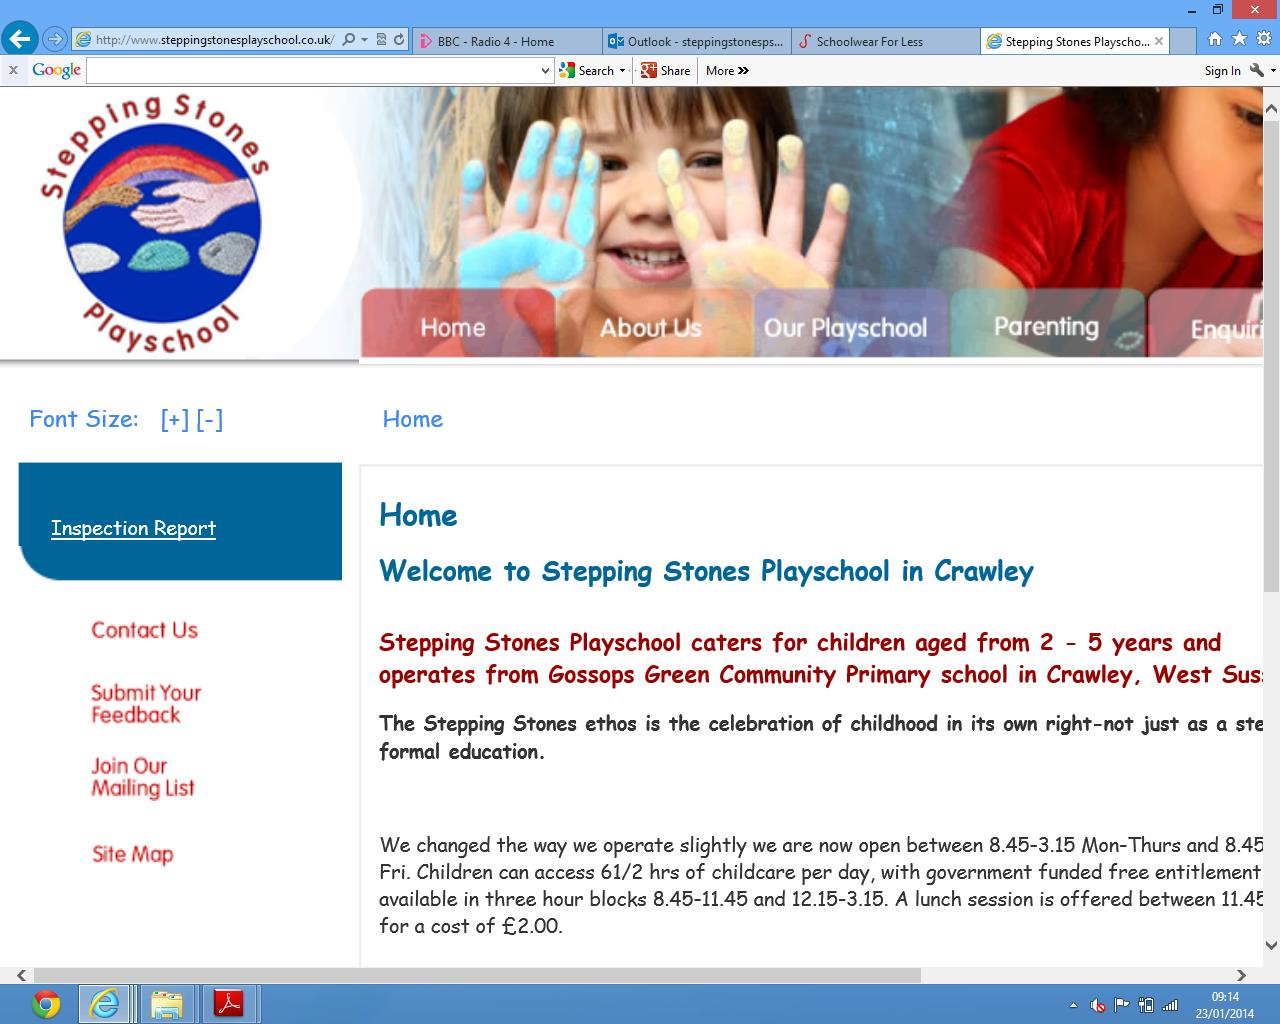 http://www.steppingstonesplayschool.co.uk/
BBC - Radio 4 - Home
Outlook - steppingstonesps...
Schoolwear For Less
Stepping Stones Playscho...
x Google
Search
Share
More »
Sign In
Stepping Stones
Playschool
Home
About Us
Our Playschool
Parenting
Enquiri
Font Size: [+] [-]
Home
Inspection Report
Contact Us
Submit Your
Feedback
Join Our
Mailing List
Site Map
Home
Welcome to Stepping Stones Playschool in Crawley
Stepping Stones Playschool caters for children aged from 2 - 5 years and
operates from Gossops Green Community Primary school in Crawley, West Sus
The Stepping Stones ethos is the celebration of childhood in its own right-not just as a ste
formal education.
We changed the way we operate slightly we are now open between 8.45-3.15 Mon-Thurs and 8.45
Fri. Children can access 61/2 hrs of childcare per day, with government funded free entitlement
available in three hour blocks 8.45-11.45 and 12.15-3.15. A lunch session is offered between 11.45
for a cost of £2.00.
09:14
23/01/2014